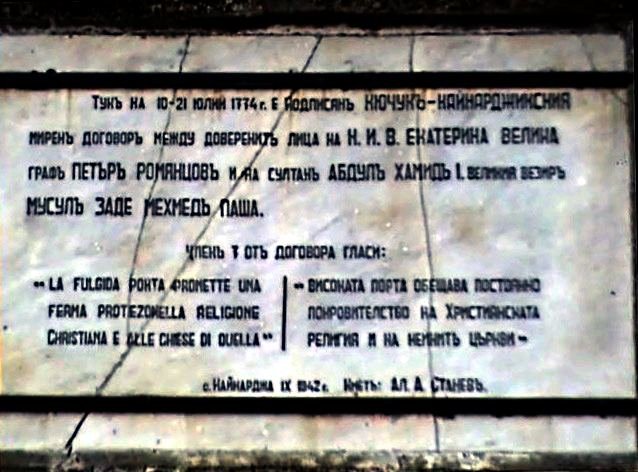 Тукъ на 10-21 юлий 1774 г. е подписанъ КЮЧУКЪ-КАЙНАРДЖИНСКИЯ
миренъ договоръ между доверенитѣ лица на Н. И. В. ЕКАТЕРИНА ВЕЛИКА
графъ ПЕТЪРЪ РОМЯНЦОВЪ и на султанъ АБДУЛЪ ХАМИДЪ I. великия везиръ
МУСУЛЪ ЗАДЕ МЕХМЕДЪ ПАША.
Членъ 7 отъ договора гласи:
"LA FULGIDA PORTA PROMETTE UNA
FERMA PROTEZONELLA RELIGIONE
CHRISTIANA E ALLE CHIESE DI QUELLA"
"ВИСОКАТА ПОРТА ОБЕЩАВА ПОСТОЯННО
ПОКРОВИТЕЛСТВО НА ХРИСТИЯНСКАТА
РЕЛИГИЯ И НА НЕЙНИТѢ ЦЪРКВИ"
с. Кайнарджа IX 1942 г. Кметъ: Ал. Д. Станевъ.